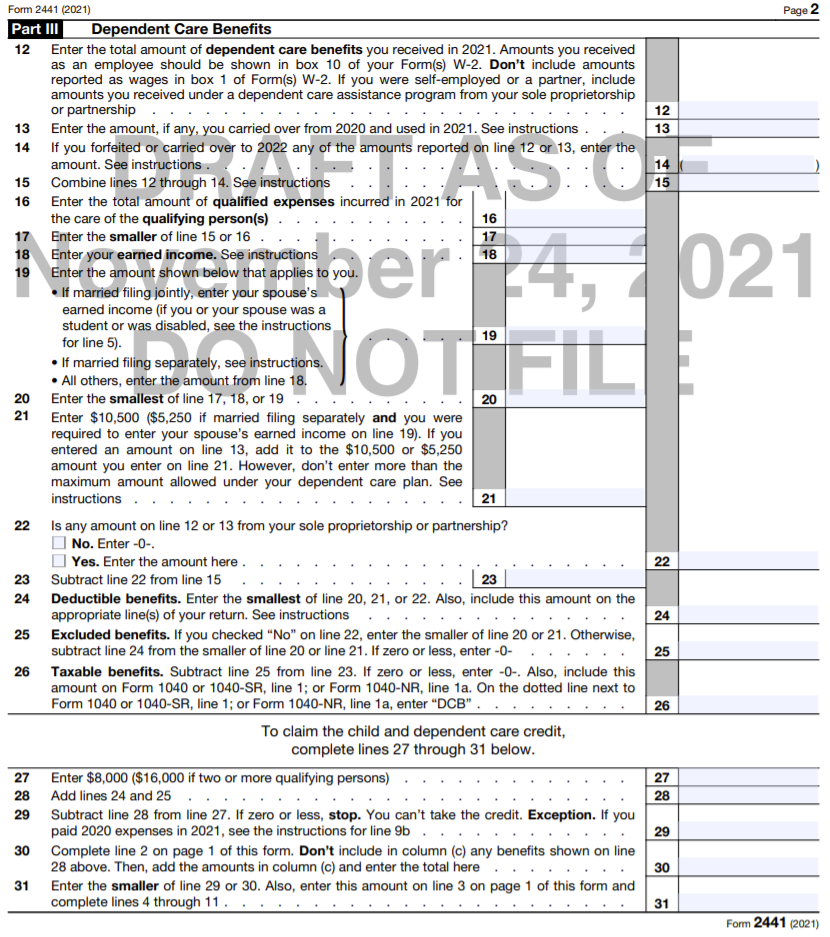 Form 2441 (2021) Page 2
Part III Dependent Care Benefits
12 Enter the total amount of dependent care benefits you received in 2021. Amounts you received
as an employee should be shown in box 10 of your Form(s) W-2. Don't include amounts
reported as wages in box 1 of Form(s) W-2. If you were self-employed or a partner, include
amounts you received under a dependent care assistance program from your sole proprietorship
or partnership . . . . . . . . . . . . . . . . . . . . . . . . . . 12
13 Enter the amount, if any, you carried over from 2020 and used in 2021. See instructions . . . 13
14 If you forfeited or carried over to 2022 any of the amounts reported on line 12 or 13, enter the
amount. See instructions . . . . . . . . . . . . . . . . . . . . . . . 14 ( )
15 Combine lines 12 through 14. See instructions . . . . . . . . . . . . . . . . 15
16 Enter the total amount of qualified expenses incurred in 2021 for
the care of the qualifying person(s) . . . . . . . . . . . 16
17 Enter the smaller of line 15 or 16 . . . . . . . . . . . . 17
18 Enter your earned income. See instructions . . . . . . . . 18
19 Enter the amount shown below that applies to you.
• If married filing jointly, enter your spouse's
earned income (if you or your spouse was a
student or was disabled, see the instructions
for line 5). . . . . . . 19
• If married filing separately, see instructions.
• All others, enter the amount from line 18.
20 Enter the smallest of line 17, 18, or 19 . . . . . . . . . . 20
21 Enter $10,500 ($5,250 if married filing separately and you were
required to enter your spouse's earned income on line 19). If you
entered an amount on line 13, add it to the $10,500 or $5,250
amount you enter on line 21. However, don't enter more than the
maximum amount allowed under your dependent care plan. See
instructions . . . . . . . . . . . . . . . . . . . 21
22 Is any amount on line 12 or 13 from your sole proprietorship or partnership?
No. Enter -0-.
Yes. Enter the amount here . . . . . . . . . . . . . . . . . . . . . . 22
23 Subtract line 22 from line 15 . . . . . . . . . . . . . 23
24 Deductible benefits. Enter the smallest of line 20, 21, or 22. Also, include this amount on the
appropriate line(s) of your return. See instructions . . . . . . . . . . . . . . . 24
25 Excluded benefits. If you checked "No" on line 22, enter the smaller of line 20 or 21. Otherwise,
subtract line 24 from the smaller of line 20 or line 21. If zero or less, enter -0- . . . . . . 25
26 Taxable benefits. Subtract line 25 from line 23. If zero or less, enter -0-. Also, include this
amount on Form 1040 or 1040-SR, line 1; or Form 1040-NR, line 1a. On the dotted line next to
Form 1040 or 1040-SR, line 1; or Form 1040-NR, line 1a, enter "DCB" . . . . . . . . . 26
To claim the child and dependent care credit,
complete lines 27 through 31 below.
27 Enter $8,000 ($16,000 if two or more qualifying persons) . . . . . . . . . . . . . 27
28 Add lines 24 and 25 . . . . . . . . . . . . . . . . . . . . . . . . 28
29 Subtract line 28 from line 27. If zero or less, stop. You can't take the credit. Exception. If you
paid 2020 expenses in 2021, see the instructions for line 9b . . . . . . . . . . . . 29
30 Complete line 2 on page 1 of this form. Don't include in column (c) any benefits shown on line
28 above. Then, add the amounts in column (c) and enter the total here . . . . . . . . 30
31 Enter the smaller of line 29 or 30. Also, enter this amount on line 3 on page 1 of this form and
complete lines 4 through 11 . . . . . . . . . . . . . . . . . . . . . . 31
Form 2441 (2021)
DRAFT AS OF
November 24, 2021
DO NOT FILE